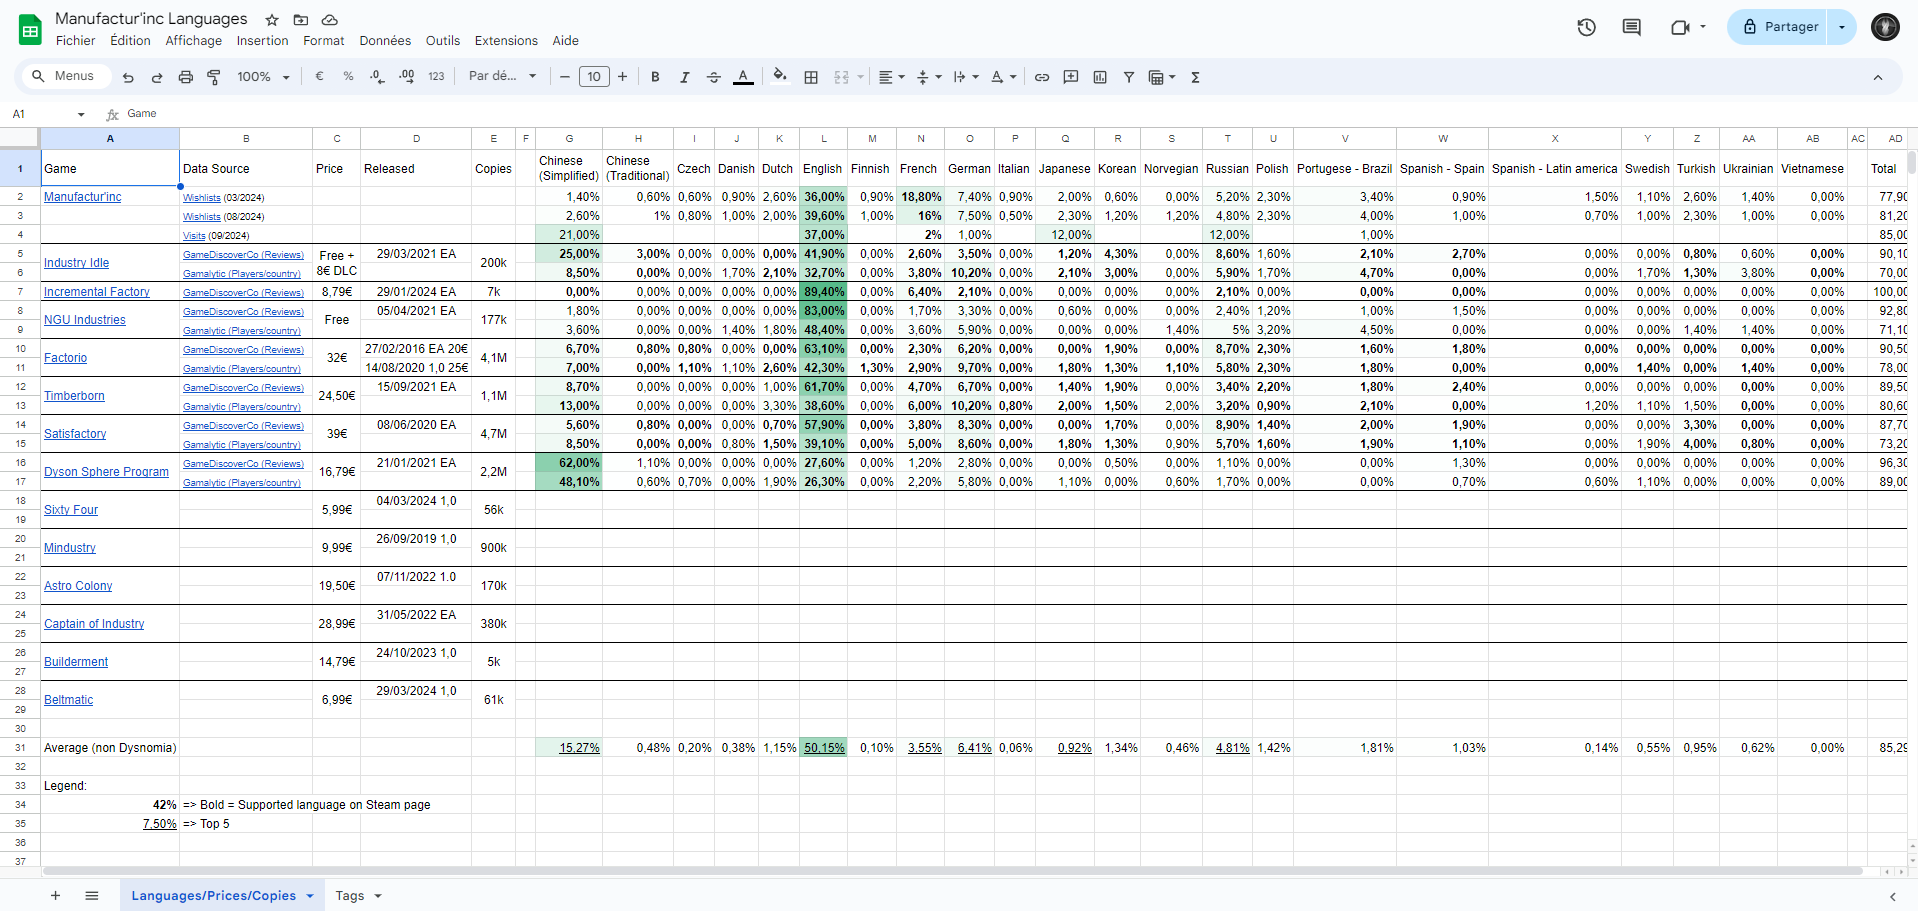 Manufactur'inc Languages
Fichier Édition Affichage Insertion Format Données Outils Extensions Aide
Partager
Menus 100% € % .0 .00 123 Par dé... 10 B I A
A1 fx Game
A B C D E F G H I J K L M N O P Q R S T U V W X Y Z AA AB AC AD
1 Game Data Source Price Released Copies Chinese (Simplified) Chinese (Traditional) Czech Danish Dutch English Finnish French German Italian Japanese Korean Norvegian Russian Polish Portugese - Brazil Spanish - Spain Spanish - Latin america Swedish Turkish Ukrainian Vietnamese Total
2 Manufactur'inc Wishlists (03/2024) 1,40% 0,60% 0,60% 0,90% 2,60% 36,00% 0,90% 18,80% 7,40% 0,90% 2,00% 0,60% 0,00% 5,20% 2,30% 3,40% 0,90% 1,50% 1,10% 2,60% 1,40% 0,00% 77,90
3 Wishlists (08/2024) 2,60% 1% 0,80% 1,00% 2,00% 39,60% 1,00% 16% 7,50% 0,50% 2,30% 1,20% 1,20% 4,80% 2,30% 4,00% 1,00% 0,70% 1,00% 2,30% 1,00% 0,00% 81,20
4 Visits (09/2024) 21,00% 37,00% 2% 1,00% 12,00% 12,00% 1,00% 85,00
5 Industry Idle GameDiscoverCo (Reviews) Free + 8€ DLC 29/03/2021 EA 200k 25,00% 3,00% 0,00% 0,00% 0,00% 41,90% 0,00% 2,60% 3,50% 0,00% 1,20% 4,30% 0,00% 8,60% 1,60% 2,10% 2,70% 0,00% 0,00% 0,80% 0,60% 0,00% 90,10
6 Gamalytic (Players/country) 8,50% 0,00% 0,00% 1,70% 2,10% 32,70% 0,00% 3,80% 10,20% 0,00% 2,10% 3,00% 0,00% 5,90% 1,70% 4,70% 0,00% 0,00% 1,70% 1,30% 3,80% 0,00% 70,00
7 Incremental Factory GameDiscoverCo (Reviews) 8,79€ 29/01/2024 EA 7k 0,00% 0,00% 0,00% 0,00% 0,00% 89,40% 0,00% 6,40% 2,10% 0,00% 0,00% 0,00% 0,00% 2,10% 0,00% 0,00% 0,00% 0,00% 0,00% 0,00% 0,00% 0,00% 100,00
8 NGU Industries GameDiscoverCo (Reviews) Free 05/04/2021 EA 177k 1,80% 0,00% 0,00% 0,00% 0,00% 83,00% 0,00% 1,70% 3,30% 0,00% 0,60% 0,00% 0,00% 2,40% 1,20% 1,00% 1,50% 0,00% 0,00% 0,00% 0,00% 0,00% 92,80
9 Gamalytic (Players/country) 3,60% 0,00% 0,00% 1,40% 1,80% 48,40% 0,00% 3,60% 5,90% 0,00% 0,00% 0,00% 1,40% 5% 3,20% 4,50% 0,00% 0,00% 0,00% 1,40% 1,40% 0,00% 71,10
10 Factorio GameDiscoverCo (Reviews) 32€ 27/02/2016 EA 20€ 4,1M 6,70% 0,80% 0,80% 0,00% 0,00% 63,10% 0,00% 2,30% 6,20% 0,00% 0,00% 1,90% 0,00% 8,70% 2,30% 1,60% 1,80% 0,00% 0,00% 0,00% 0,00% 0,00% 90,50
11 Gamalytic (Players/country) 14/08/2020 1,0 25€ 7,00% 0,00% 1,10% 1,10% 2,60% 42,30% 1,30% 2,90% 9,70% 0,00% 1,80% 1,30% 1,10% 5,80% 2,30% 1,80% 0,00% 0,00% 1,40% 0,00% 1,40% 0,00% 78,00
12 Timberborn GameDiscoverCo (Reviews) 24,50€ 15/09/2021 EA 1,1M 8,70% 0,00% 0,00% 0,00% 1,00% 61,70% 0,00% 4,70% 6,70% 0,00% 1,40% 1,90% 0,00% 3,40% 2,20% 1,80% 2,40% 0,00% 0,00% 0,00% 0,00% 0,00% 89,50
13 Gamalytic (Players/country) 13,00% 0,00% 0,00% 0,00% 3,30% 38,60% 0,00% 6,00% 10,20% 0,80% 2,00% 1,50% 2,00% 3,20% 0,90% 2,10% 0,00% 1,20% 1,10% 1,50% 0,00% 0,00% 80,60
14 Satisfactory GameDiscoverCo (Reviews) 39€ 08/06/2020 EA 4,7M 5,60% 0,80% 0,00% 0,00% 0,70% 57,90% 0,00% 3,80% 8,30% 0,00% 0,00% 1,70% 0,00% 8,90% 1,40% 2,00% 1,90% 0,00% 0,00% 3,30% 0,00% 0,00% 87,70
15 Gamalytic (Players/country) 8,50% 0,00% 0,00% 0,80% 1,50% 39,10% 0,00% 5,00% 8,60% 0,00% 1,80% 1,30% 0,90% 5,70% 1,60% 1,90% 1,10% 0,00% 1,90% 4,00% 0,80% 0,00% 73,20
16 Dyson Sphere Program GameDiscoverCo (Reviews) 16,79€ 21/01/2021 EA 2,2M 62,00% 1,10% 0,00% 0,00% 0,00% 27,60% 0,00% 1,20% 2,80% 0,00% 0,00% 0,50% 0,00% 1,10% 0,00% 0,00% 1,30% 0,00% 0,00% 0,00% 0,00% 0,00% 96,30
17 Gamalytic (Players/country) 48,10% 0,60% 0,70% 0,00% 1,90% 26,30% 0,00% 2,20% 5,80% 0,00% 1,10% 0,00% 0,60% 1,70% 0,00% 0,00% 0,70% 0,60% 1,10% 0,00% 0,00% 0,00% 89,00
18 Sixty Four 5,99€ 04/03/2024 1,0 56k
19
20 Mindustry 9,99€ 26/09/2019 1,0 900k
21
22 Astro Colony 19,50€ 07/11/2022 1.0 170k
23
24 Captain of Industry 28,99€ 31/05/2022 EA 380k
25
26 Builderment 14,79€ 24/10/2023 1,0 5k
27
28 Beltmatic 6,99€ 29/03/2024 1,0 61k
29
30
31 Average (non Dysnomia) 15,27% 0,48% 0,20% 0,38% 1,15% 50,15% 0,10% 3,55% 6,41% 0,06% 0,92% 1,34% 0,46% 4,81% 1,42% 1,81% 1,03% 0,14% 0,55% 0,95% 0,62% 0,00% 85,29
32
33 Legend:
34 42% => Bold = Supported language on Steam page
35 7,50% => Top 5
36
37
Languages/Prices/Copies Tags